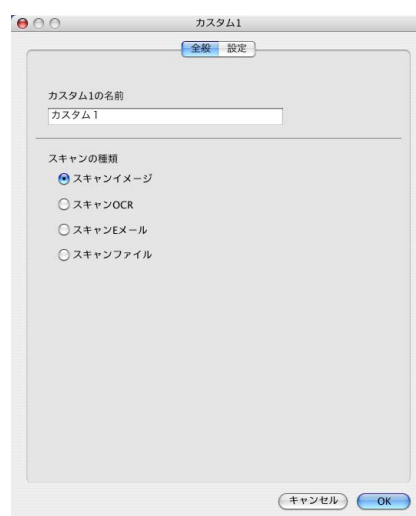 カスタム1
全般 設定
カスタム1の名前
カスタム 1
スキャンの種類
スキャンイメージ
スキャンOCR
スキャンEメール
スキャンファイル
キャンセル OK